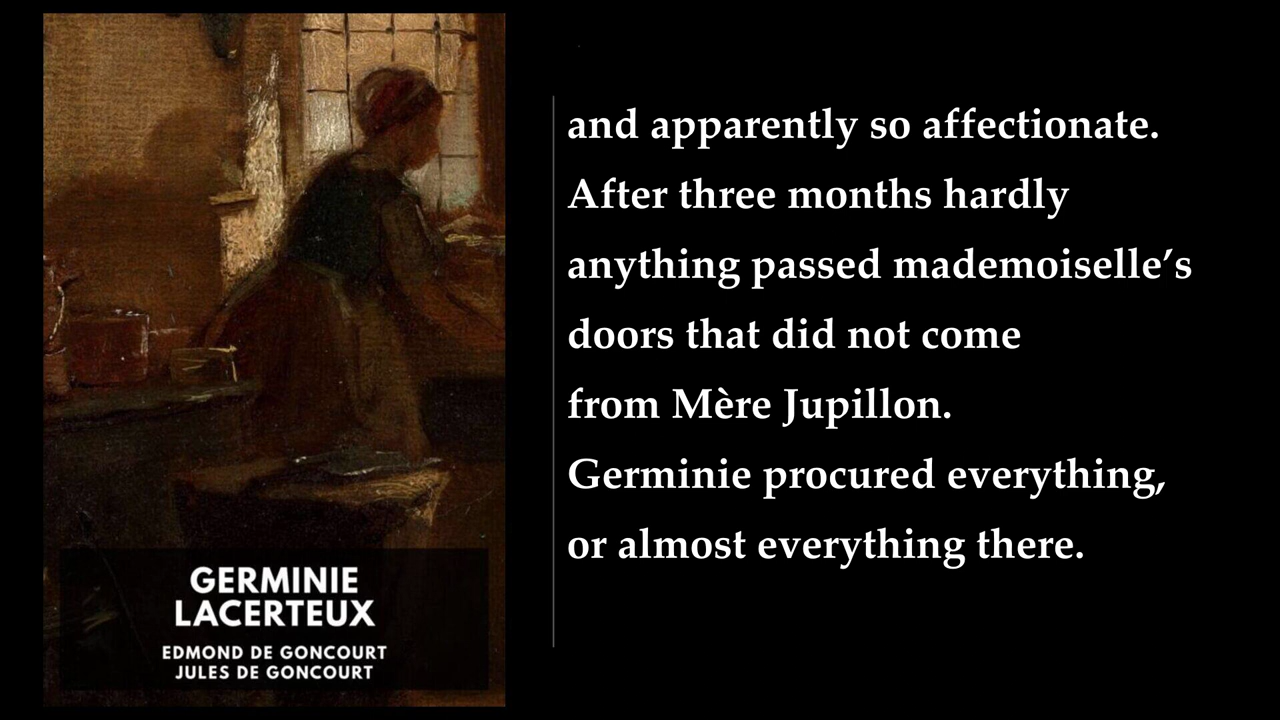 GERMINIE
LACERTEUX
EDMOND DE GONCOURT
JULES DE GONCOURT
and apparently so affectionate.
After three months hardly
anything passed mademoiselle’s
doors that did not come
from Mère Jupillon.
Germinie procured everything,
or almost everything there.